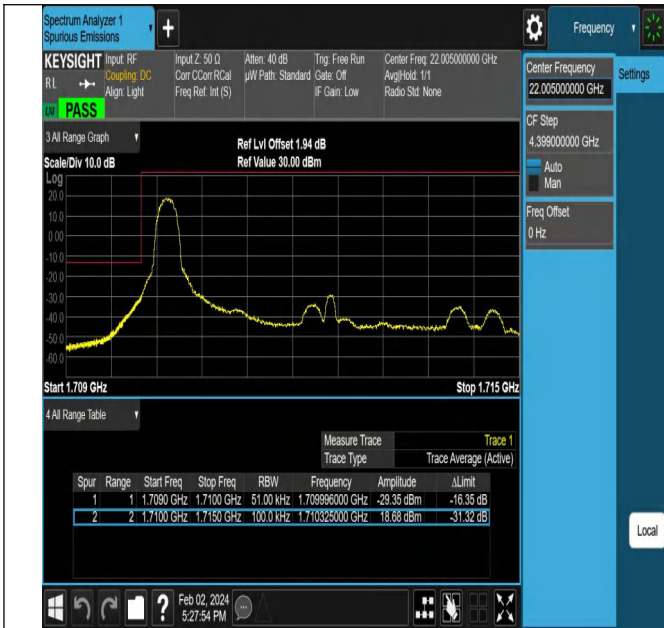 Spectrum Analyzer 1
Spurious Emissions
Frequency
KEYSIGHT
Input: RF
Coupling: DC
Align: Light
Input Z: 50 Ω
Corr CCorr RCal
Freq Ref: Int (S)
Atten: 40 dB
µW Path: Standard
Trig: Free Run
Gate: Off
IF Gain: Low
Center Freq: 22.005000000 GHz
Avg|Hold: 1/1
Radio Std: None
RL
PASS
Center Frequency
22.005000000 GHz
Settings
CF Step
4.399000000 GHz
Auto
Man
Freq Offset
0 Hz
3 All Range Graph
Scale/Div 10.0 dB
Ref Lvl Offset 1.94 dB
Ref Value 30.00 dBm
Log
20.0
10.0
0.00
-10.0
-20.0
-30.0
-40.0
-50.0
-60.0
Start 1.709 GHz
Stop 1.715 GHz
4 All Range Table
Measure Trace Trace 1
Trace Type Trace Average (Active)
Spur Range Start Freq Stop Freq RBW Frequency Amplitude ΔLimit
1 1 1.7090 GHz 1.7100 GHz 51.00 kHz 1.709996000 GHz -29.35 dBm -16.35 dB
2 2 1.7100 GHz 1.7150 GHz 100.0 kHz 1.710325000 GHz 18.68 dBm -31.32 dB
Local
Feb 02, 2024
5:27:54 PM